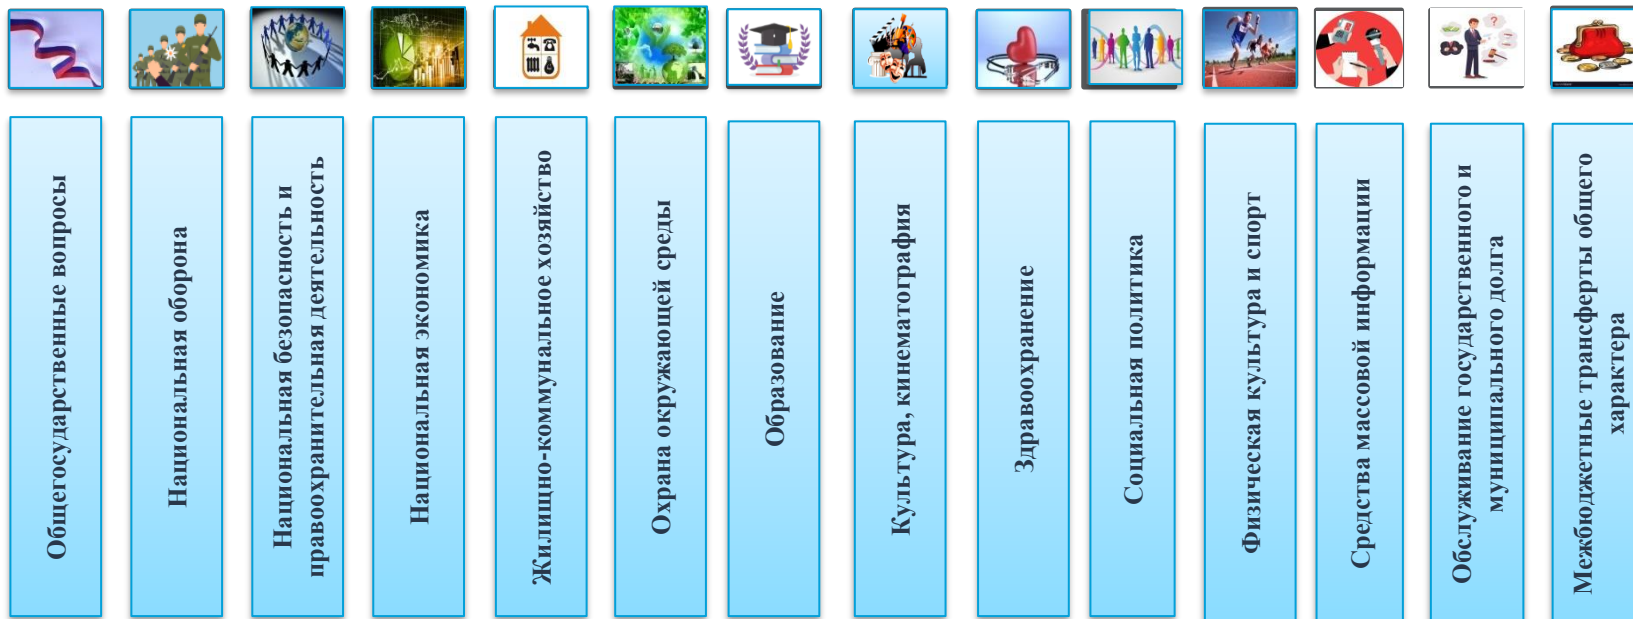 Общегосударственные вопросы
Национальная оборона
Национальная безопасность и
правоохранительная деятельность
Национальная экономика
Жилищно-коммунальное хозяйство
Охрана окружающей среды
Образование
Культура, кинематография
Здравоохранение
Социальная политика
Физическая культура и спорт
Средства массовой информации
Обслуживание государственного и
муниципального долга
Межбюджетные трансферты общего
характера